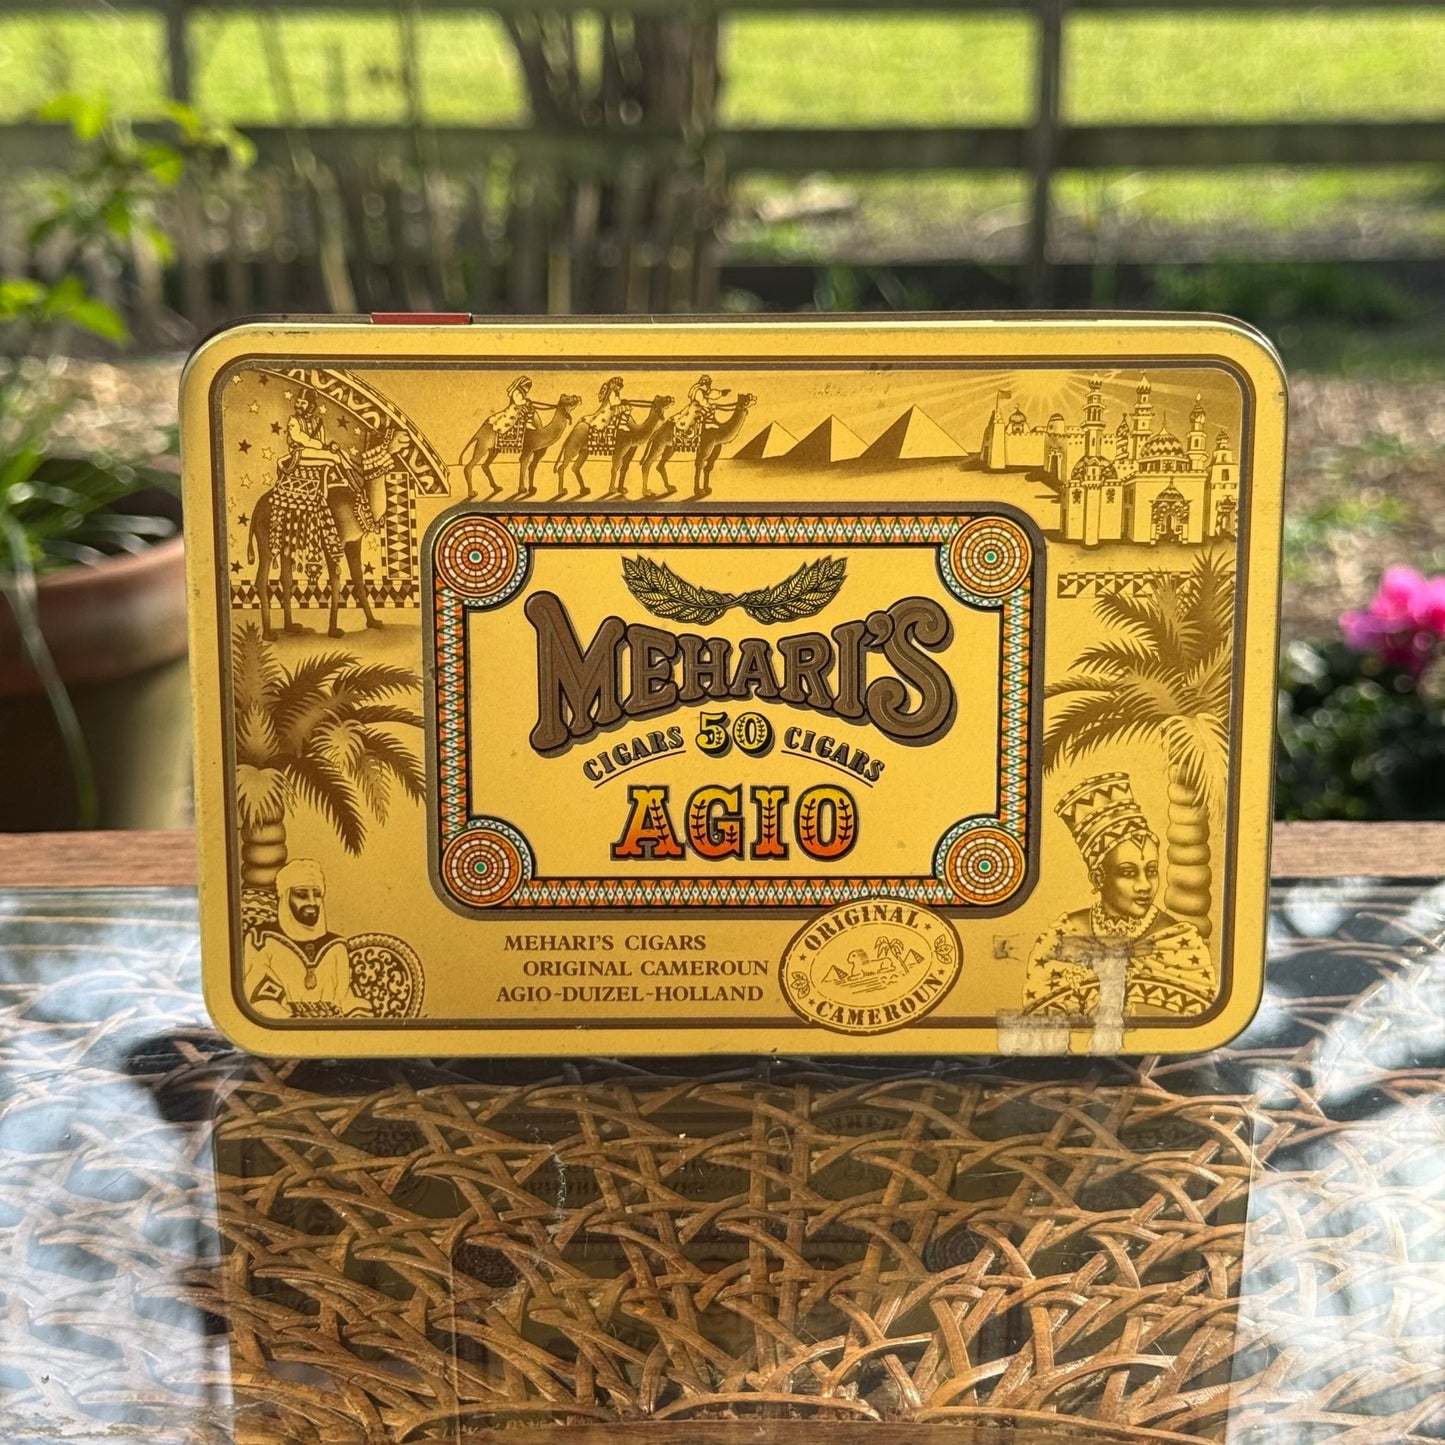 MEHARI'S
CIGARS 50 CIGARS
AGIO
MEHARI'S CIGARS
ORIGINAL CAMEROUN
AGIO-DUIZEL-HOLLAND
ORIGINAL
CAMEROUN